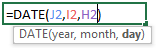 =DATE(J2,I2,H2)
DATE(year, month, day)